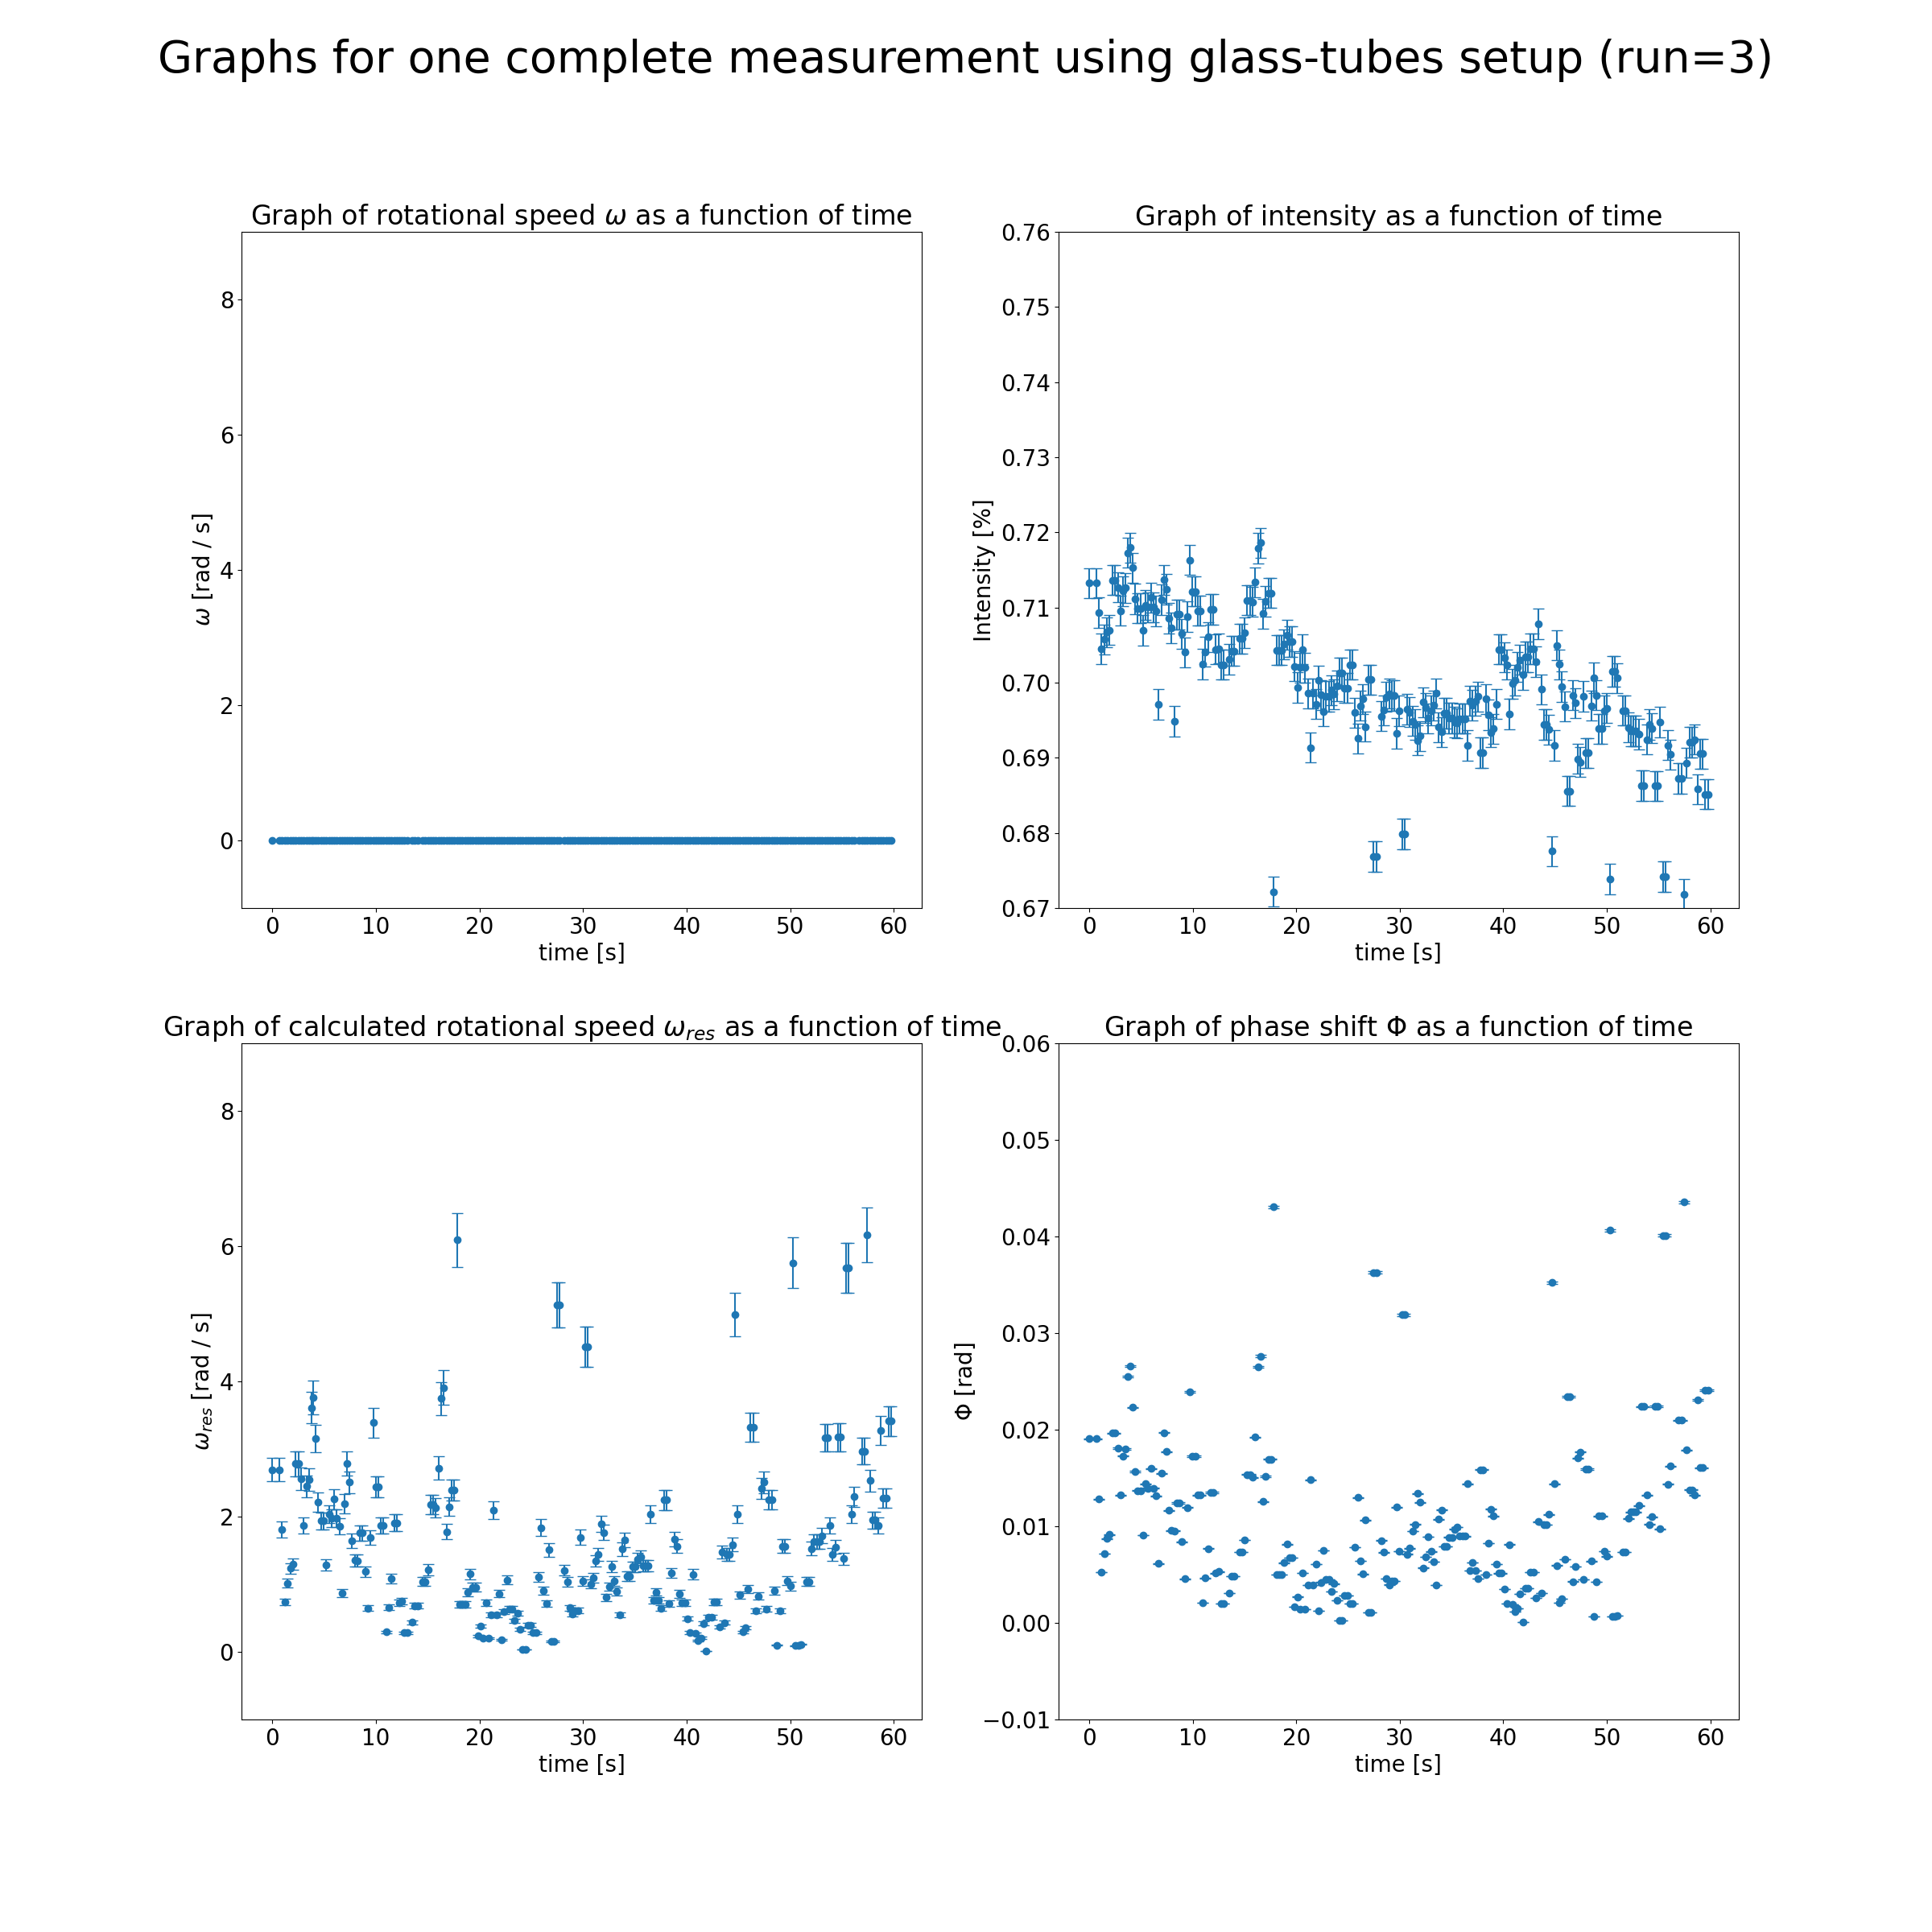 Graphs for one complete measurement using glass-tubes setup (run=3)
Graph of rotational speed ω as a function of time
8
6
4
2
0
ω [rad / s]
0 10 20 30 40 50 60
time [s]
Graph of intensity as a function of time
0.76
0.75
0.74
0.73
0.72
0.71
0.70
0.69
0.68
0.67
Intensity [%]
0 10 20 30 40 50 60
time [s]
Graph of calculated rotational speed ω_res as a function of time
8
6
4
2
0
ω_res [rad / s]
0 10 20 30 40 50 60
time [s]
Graph of phase shift Φ as a function of time
0.06
0.05
0.04
0.03
0.02
0.01
0.00
−0.01
Φ [rad]
0 10 20 30 40 50 60
time [s]